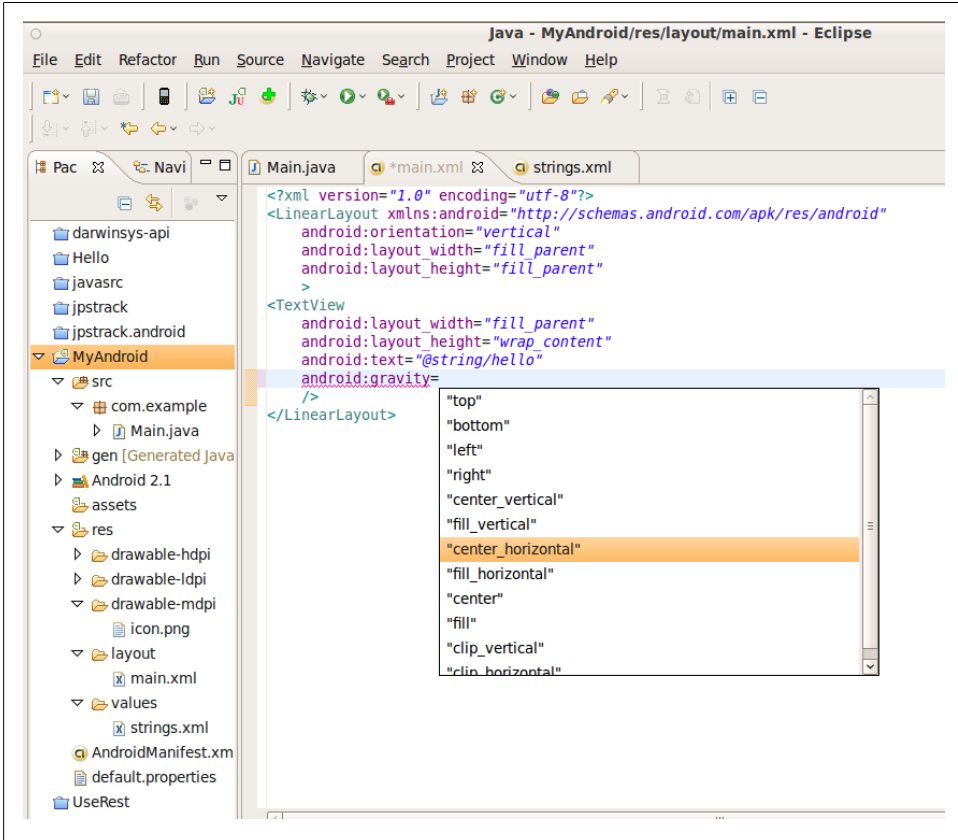 Java - MyAndroid/res/layout/main.xml - Eclipse
File Edit Refactor Run Source Navigate Search Project Window Help
Pac Navi
Main.java *main.xml strings.xml
darwinsys-api
Hello
javasrc
jpstrack
jpstrack.android
MyAndroid
src
com.example
Main.java
gen [Generated Java
Android 2.1
assets
res
drawable-hdpi
drawable-ldpi
drawable-mdpi
icon.png
layout
main.xml
values
strings.xml
AndroidManifest.xm
default.properties
UseRest
<?xml version="1.0" encoding="utf-8"?>
<LinearLayout xmlns:android="http://schemas.android.com/apk/res/android"
android:orientation="vertical"
android:layout_width="fill_parent"
android:layout_height="fill_parent"
>
<TextView
android:layout_width="fill_parent"
android:layout_height="wrap_content"
android:text="@string/hello"
android:gravity=
/>
</LinearLayout>
"top"
"bottom"
"left"
"right"
"center_vertical"
"fill_vertical"
"center_horizontal"
"fill_horizontal"
"center"
"fill"
"clip_vertical"
"clip_horizontal"